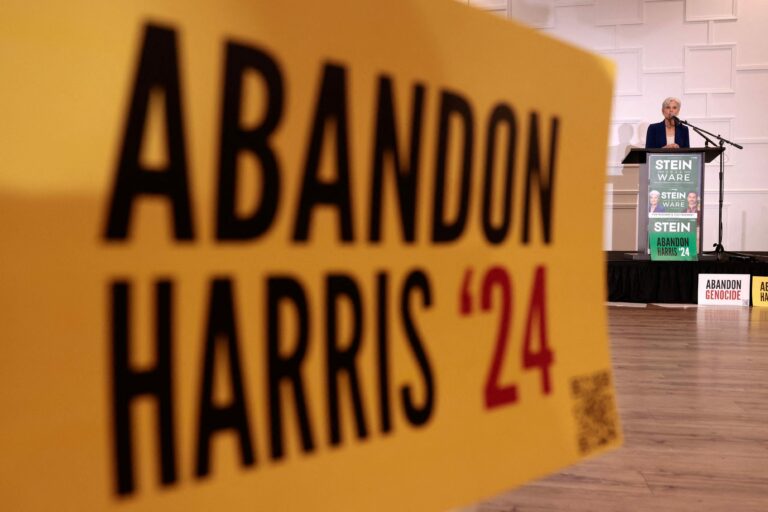 ABANDON
HARRIS '24
STEIN
WARE
STEIN
WARE
STEIN
ABANDON
HARRIS '24
ABANDON
GENOCIDE